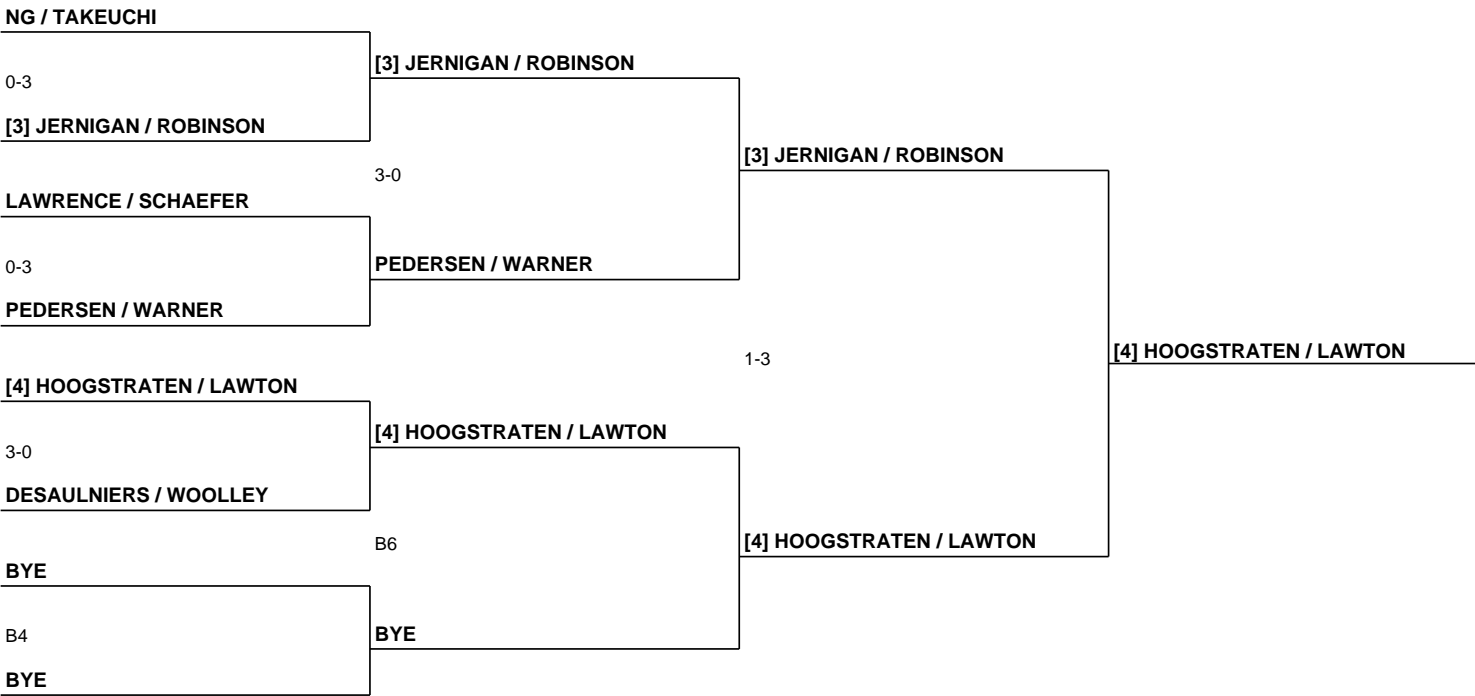 NG / TAKEUCHI
[3] JERNIGAN / ROBINSON
0-3
[3] JERNIGAN / ROBINSON
[3] JERNIGAN / ROBINSON
3-0
LAWRENCE / SCHAEFER
0-3
PEDERSEN / WARNER
PEDERSEN / WARNER
1-3
[4] HOOGSTRATEN / LAWTON
[4] HOOGSTRATEN / LAWTON
[4] HOOGSTRATEN / LAWTON
3-0
DESAULNIERS / WOOLLEY
B6
[4] HOOGSTRATEN / LAWTON
BYE
B4
BYE
BYE